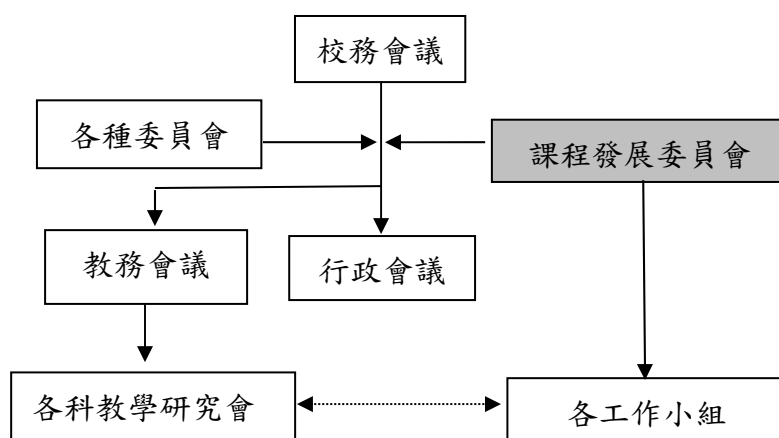 校務會議
各種委員會
課程發展委員會
教務會議
行政會議
各科教學研究會
各工作小組